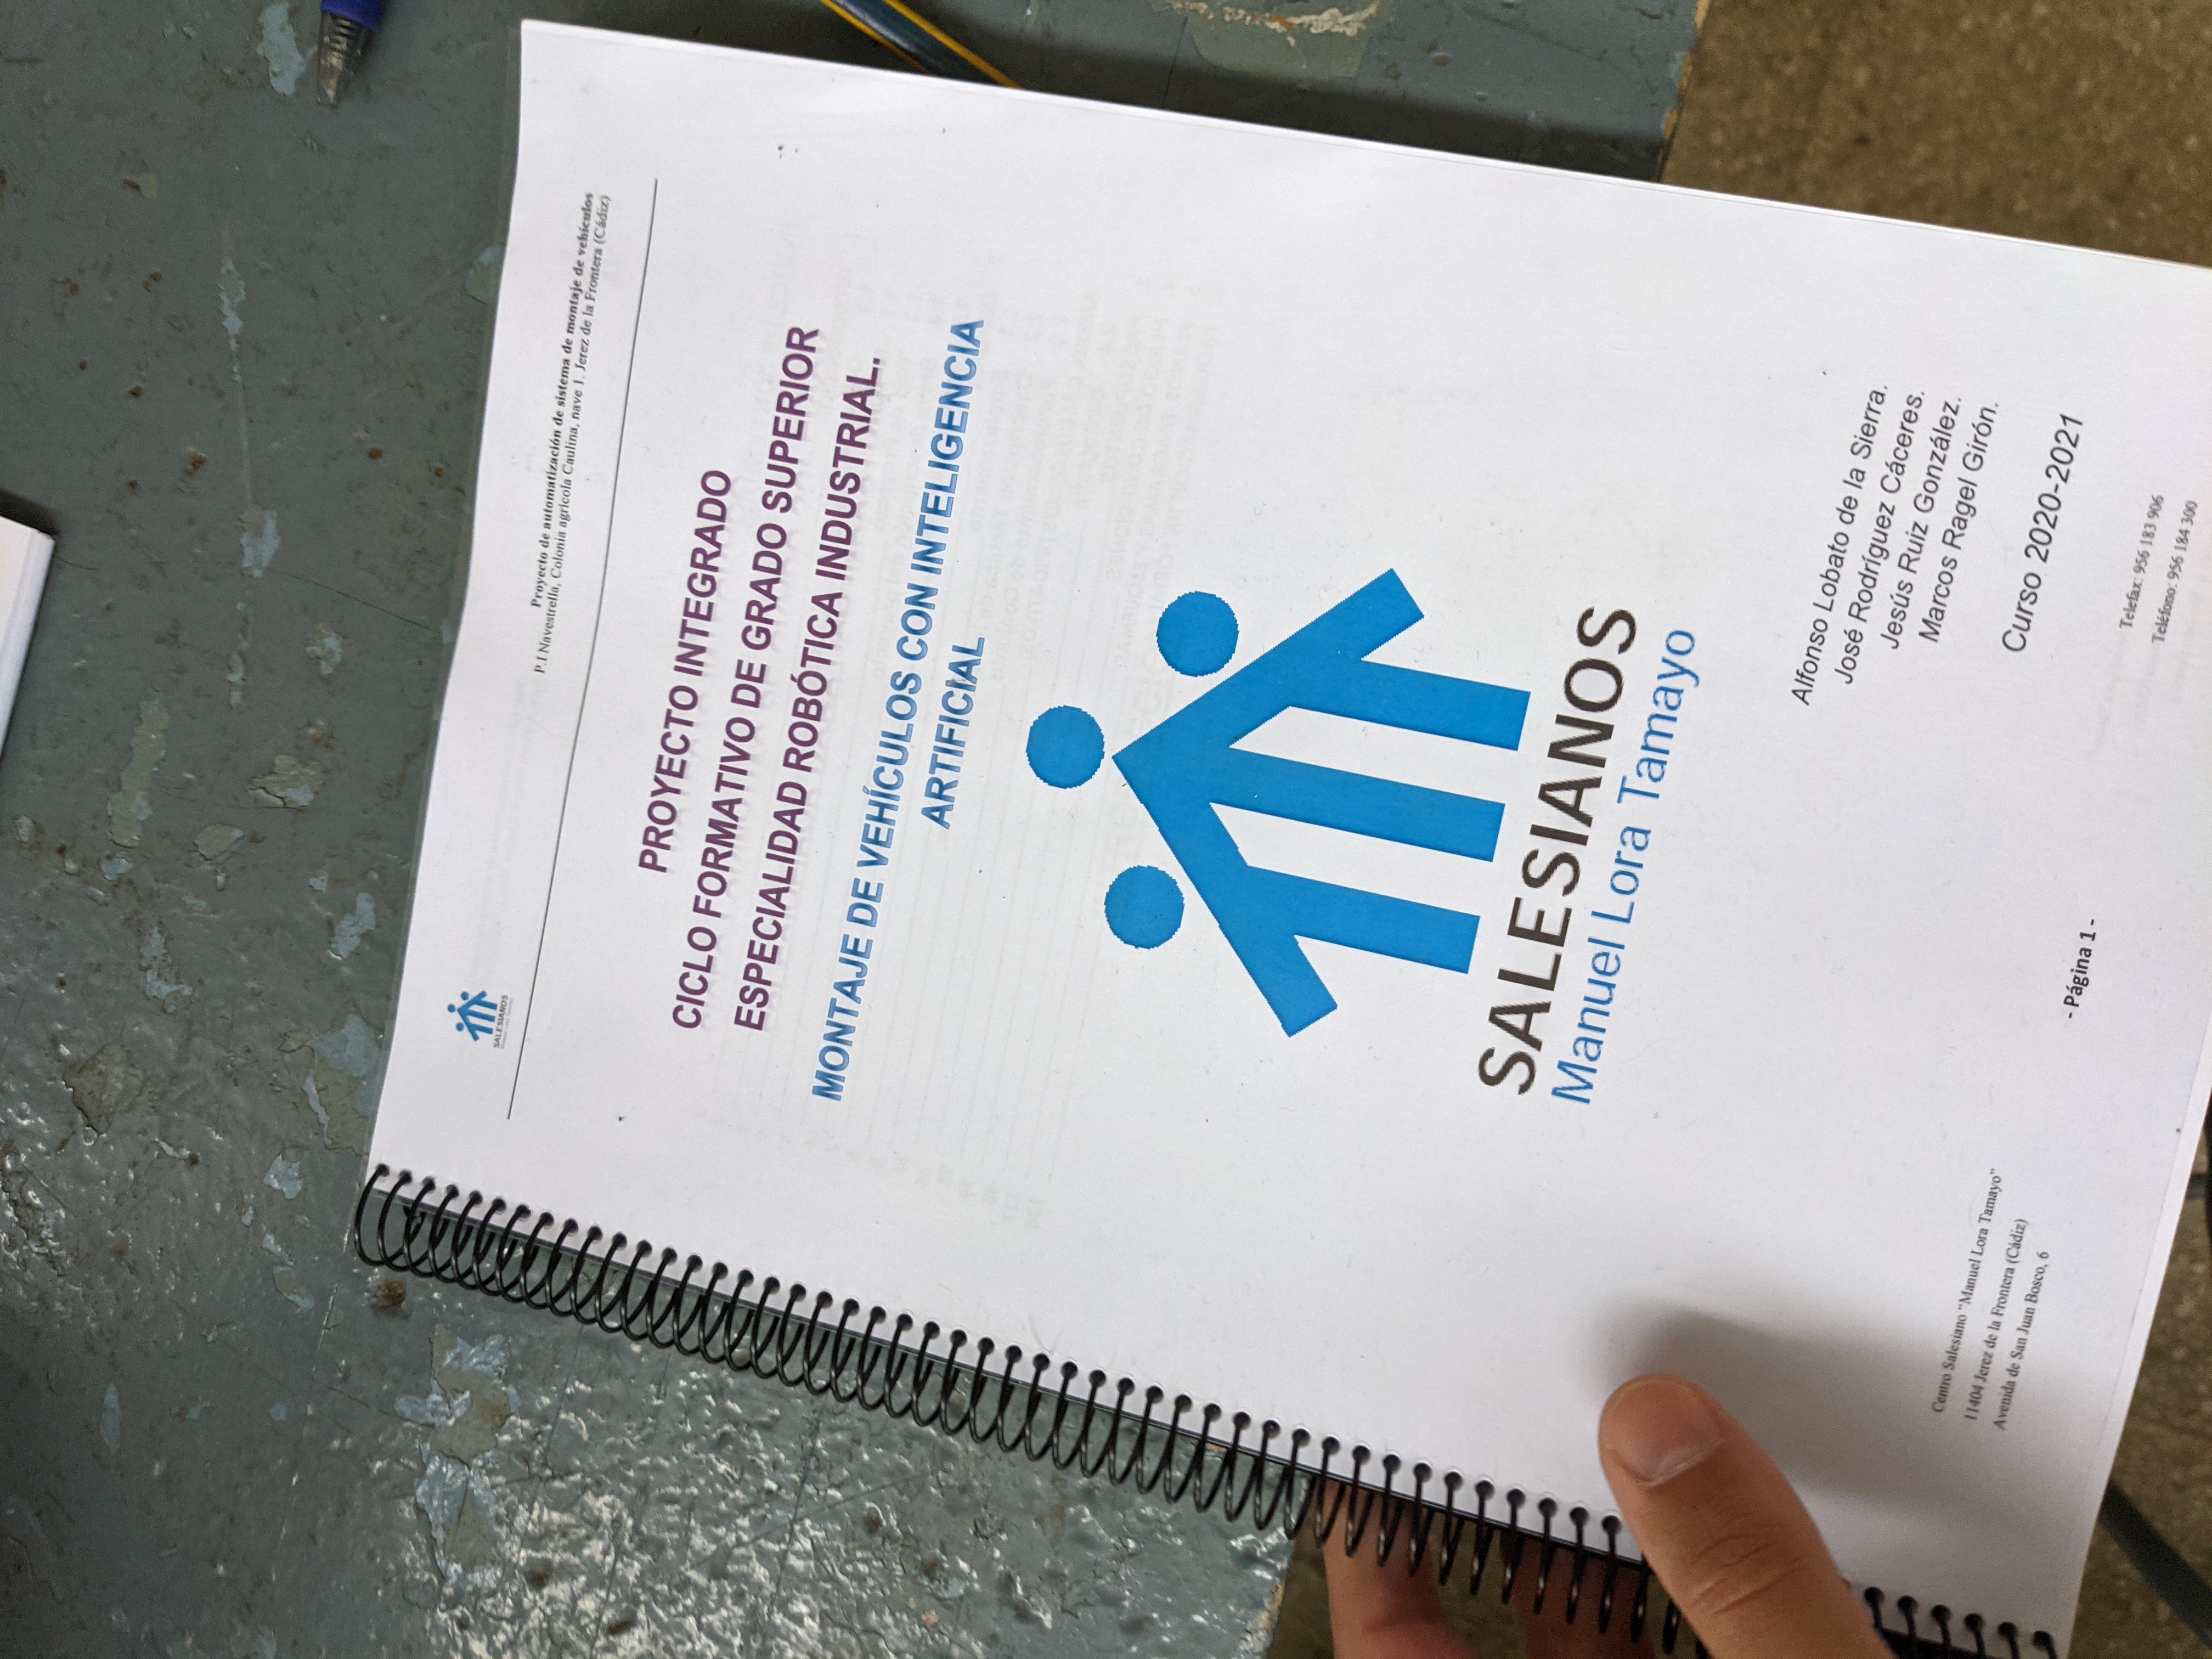 SALESIANOS
Manuel Lora Tamayo
Proyecto de automatización de sistema de montaje de vehículos
P.I Navestrella, Colonia agrícola Caulina, nave 1. Jerez de la Frontera (Cádiz)
PROYECTO INTEGRADO
CICLO FORMATIVO DE GRADO SUPERIOR
ESPECIALIDAD ROBÓTICA INDUSTRIAL.
MONTAJE DE VEHÍCULOS CON INTELIGENCIA
ARTIFICIAL
SALESIANOS
Manuel Lora Tamayo
Alfonso Lobato de la Sierra.
José Rodríguez Cáceres.
Jesús Ruiz González.
Marcos Ragel Girón.
Curso 2020-2021
Centro Salesiano "Manuel Lora Tamayo"
11404 Jerez de la Frontera (Cádiz)
Avenida de San Juan Bosco, 6
- Página 1 -
Telefax: 956 183 906
Teléfono: 956 184 300